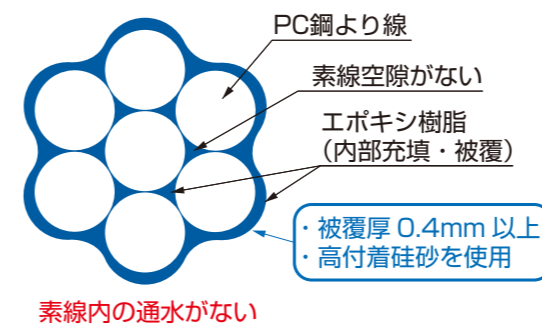 PC鋼より線
素線空隙がない
エポキシ樹脂
（内部充填・被覆）
・被覆厚 0.4mm 以上
・高付着硅砂を使用
素線内の通水がない